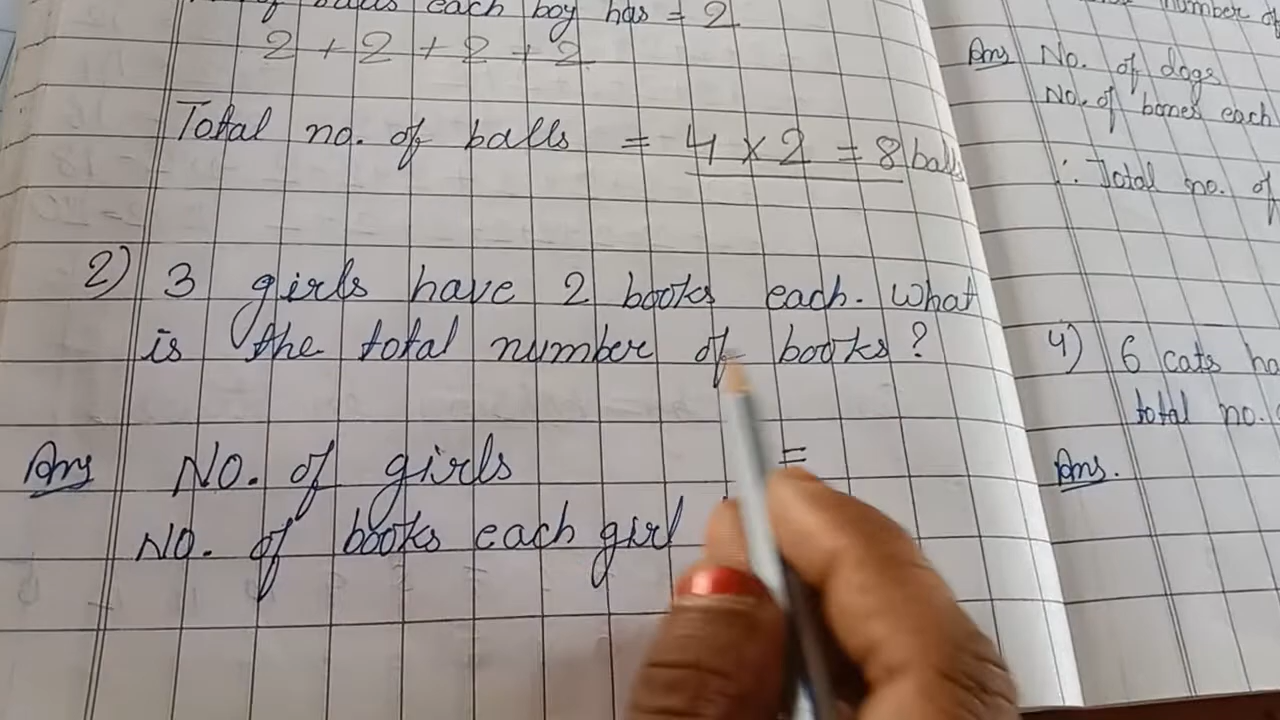 balls each boy has = 2
2 + 2 + 2 + 2
Total no. of balls = 4 x 2 = 8 balls
2) 3 girls have 2 books each. What
is the total number of books?
Ans No. of girls =
No. of books each girl
number of
Ans No. of dogs
No. of bones each
∴ Total no. of
4) 6 cats ha
total no.
Ans.